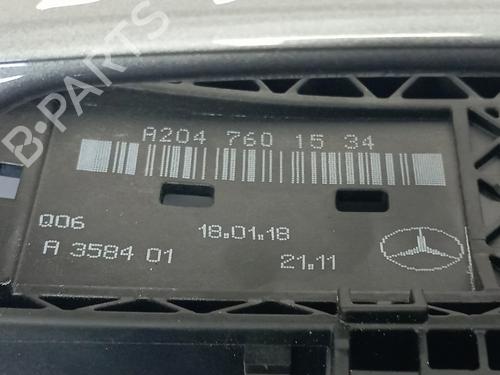 B-PARTS
A204 760 15 34
Q06
18.01.18
A 3584 01
21.11